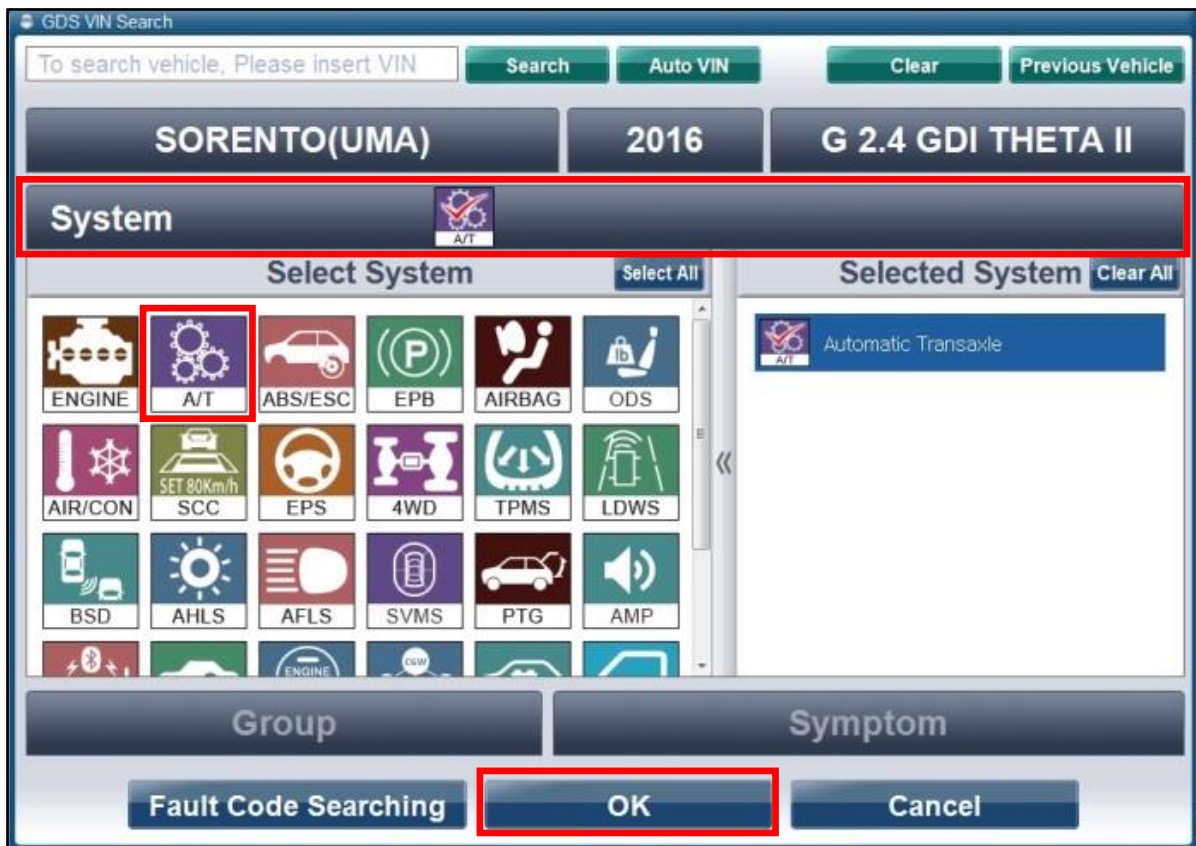 GDS VIN Search
To search vehicle, Please insert VIN Search Auto VIN Clear Previous Vehicle
SORENTO(UMA) 2016 G 2.4 GDI THETA II
System A/T
Select System Select All Selected System Clear All
A/T Automatic Transaxle
(P) lb
ENGINE A/T ABS/ESC EPB AIRBAG ODS
SET 80Km/h
AIR/CON SCC EPS 4WD TPMS LDWS
BSD AHLS AFLS SVMS PTG AMP
ENGINE CGW
Group Symptom
Fault Code Searching OK Cancel